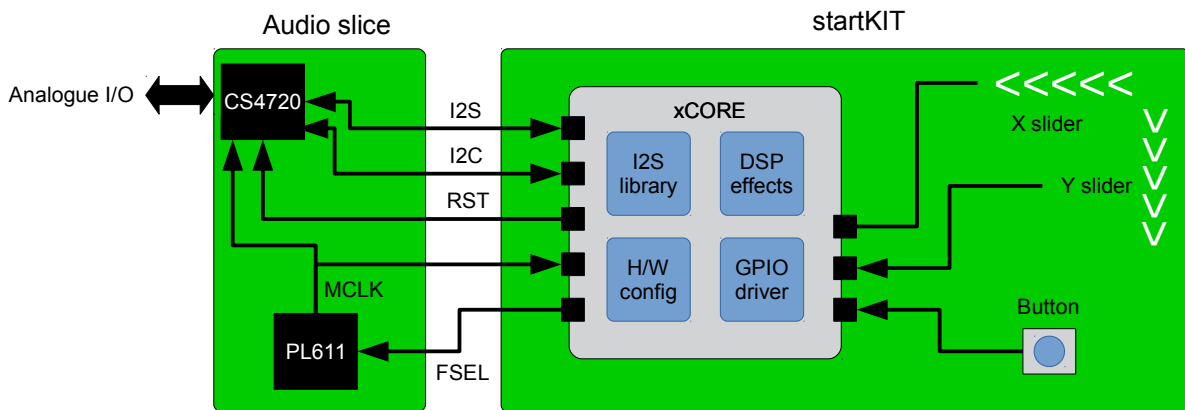 Audio slice
startKIT
Analogue I/O
CS4720
I2S
I2C
RST
MCLK
PL611
FSEL
xCORE
I2S
library
DSP
effects
H/W
config
GPIO
driver
X slider
Y slider
Button